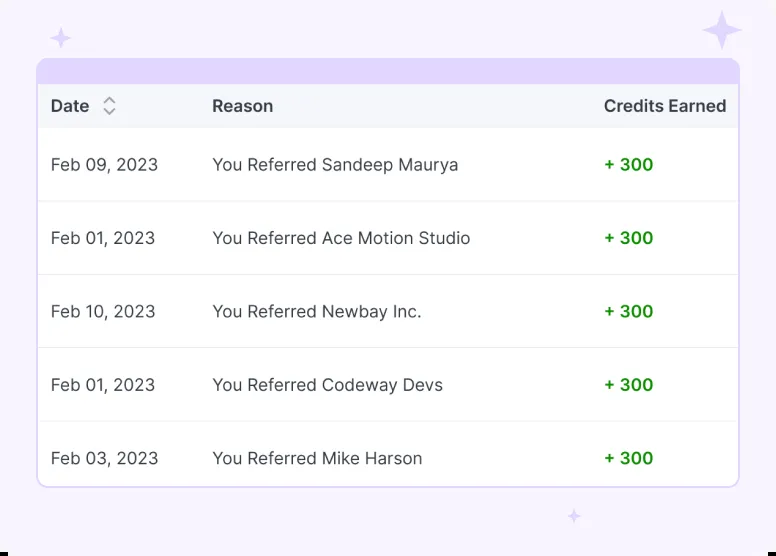 Date Reason Credits Earned
Feb 09, 2023 You Referred Sandeep Maurya + 300
Feb 01, 2023 You Referred Ace Motion Studio + 300
Feb 10, 2023 You Referred Newbay Inc. + 300
Feb 01, 2023 You Referred Codeway Devs + 300
Feb 03, 2023 You Referred Mike Harson + 300